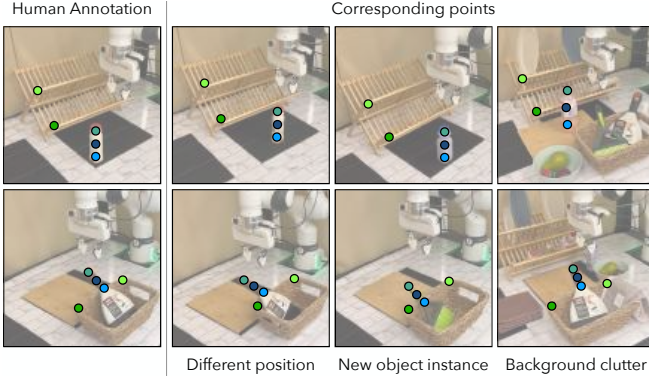 Human Annotation
Corresponding points
Different position
New object instance
Background clutter